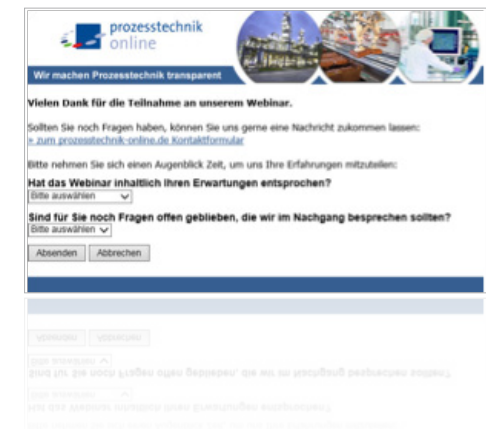 prozesstechnik
online
Wir machen Prozesstechnik transparent
Vielen Dank für die Teilnahme an unserem Webinar.
Sollten Sie noch Fragen haben, können Sie uns gerne eine Nachricht zukommen lassen:
» zum prozesstechnik-online.de Kontaktformular
Bitte nehmen Sie sich einen Augenblick Zeit, um uns Ihre Erfahrungen mitzuteilen:
Hat das Webinar inhaltlich Ihren Erwartungen entsprochen?
Bitte auswählen
Sind für Sie noch Fragen offen geblieben, die wir im Nachgang besprechen sollten?
Bitte auswählen
Absenden Abbrechen